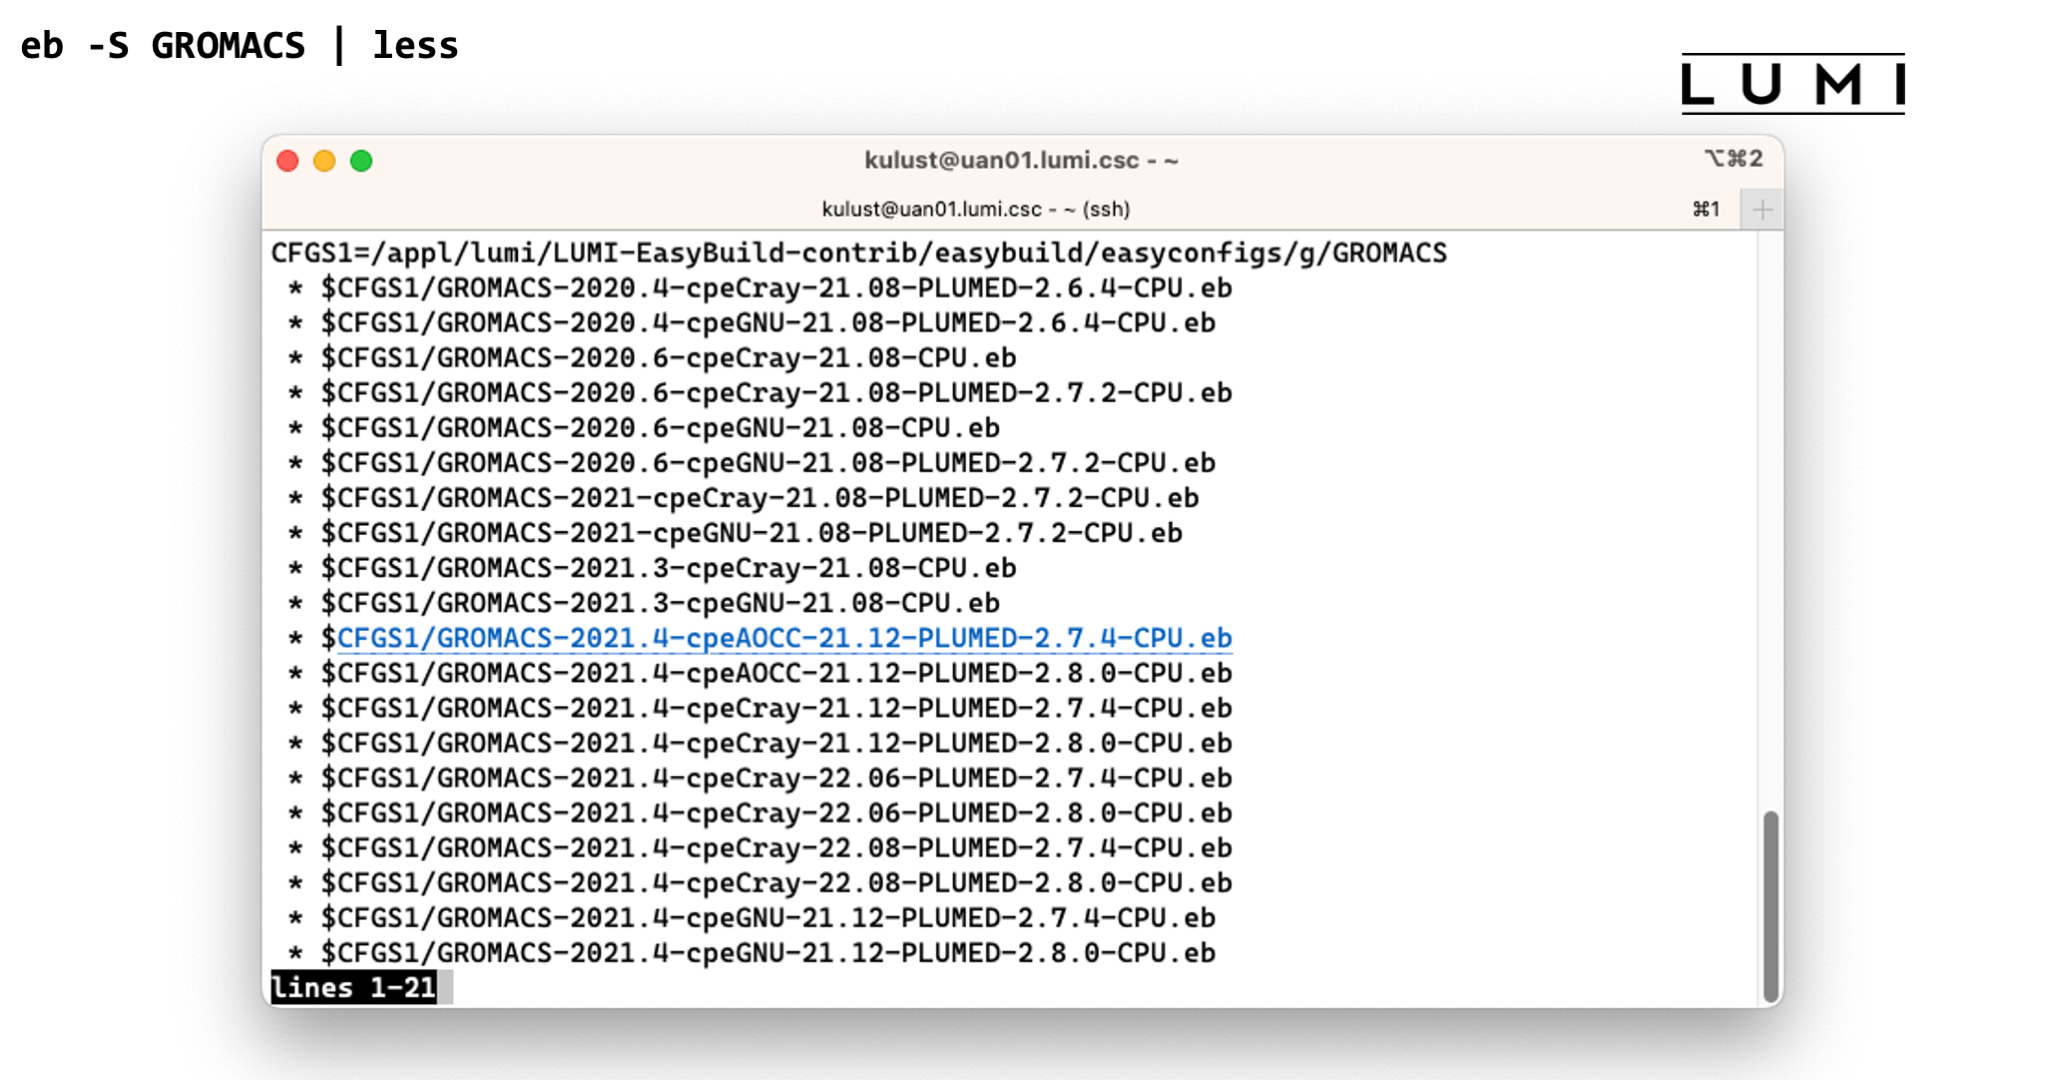 eb -S GROMACS | less
LUMI
kulust@uan01.lumi.csc - ~
⌥⌘2
kulust@uan01.lumi.csc - ~ (ssh)
⌘1
+
CFGS1=/appl/lumi/LUMI-EasyBuild-contrib/easybuild/easyconfigs/g/GROMACS
* $CFGS1/GROMACS-2020.4-cpeCray-21.08-PLUMED-2.6.4-CPU.eb
* $CFGS1/GROMACS-2020.4-cpeGNU-21.08-PLUMED-2.6.4-CPU.eb
* $CFGS1/GROMACS-2020.6-cpeCray-21.08-CPU.eb
* $CFGS1/GROMACS-2020.6-cpeCray-21.08-PLUMED-2.7.2-CPU.eb
* $CFGS1/GROMACS-2020.6-cpeGNU-21.08-CPU.eb
* $CFGS1/GROMACS-2020.6-cpeGNU-21.08-PLUMED-2.7.2-CPU.eb
* $CFGS1/GROMACS-2021-cpeCray-21.08-PLUMED-2.7.2-CPU.eb
* $CFGS1/GROMACS-2021-cpeGNU-21.08-PLUMED-2.7.2-CPU.eb
* $CFGS1/GROMACS-2021.3-cpeCray-21.08-CPU.eb
* $CFGS1/GROMACS-2021.3-cpeGNU-21.08-CPU.eb
* $CFGS1/GROMACS-2021.4-cpeAOCC-21.12-PLUMED-2.7.4-CPU.eb
* $CFGS1/GROMACS-2021.4-cpeAOCC-21.12-PLUMED-2.8.0-CPU.eb
* $CFGS1/GROMACS-2021.4-cpeCray-21.12-PLUMED-2.7.4-CPU.eb
* $CFGS1/GROMACS-2021.4-cpeCray-21.12-PLUMED-2.8.0-CPU.eb
* $CFGS1/GROMACS-2021.4-cpeCray-22.06-PLUMED-2.7.4-CPU.eb
* $CFGS1/GROMACS-2021.4-cpeCray-22.06-PLUMED-2.8.0-CPU.eb
* $CFGS1/GROMACS-2021.4-cpeCray-22.08-PLUMED-2.7.4-CPU.eb
* $CFGS1/GROMACS-2021.4-cpeCray-22.08-PLUMED-2.8.0-CPU.eb
* $CFGS1/GROMACS-2021.4-cpeGNU-21.12-PLUMED-2.7.4-CPU.eb
* $CFGS1/GROMACS-2021.4-cpeGNU-21.12-PLUMED-2.8.0-CPU.eb
lines 1-21